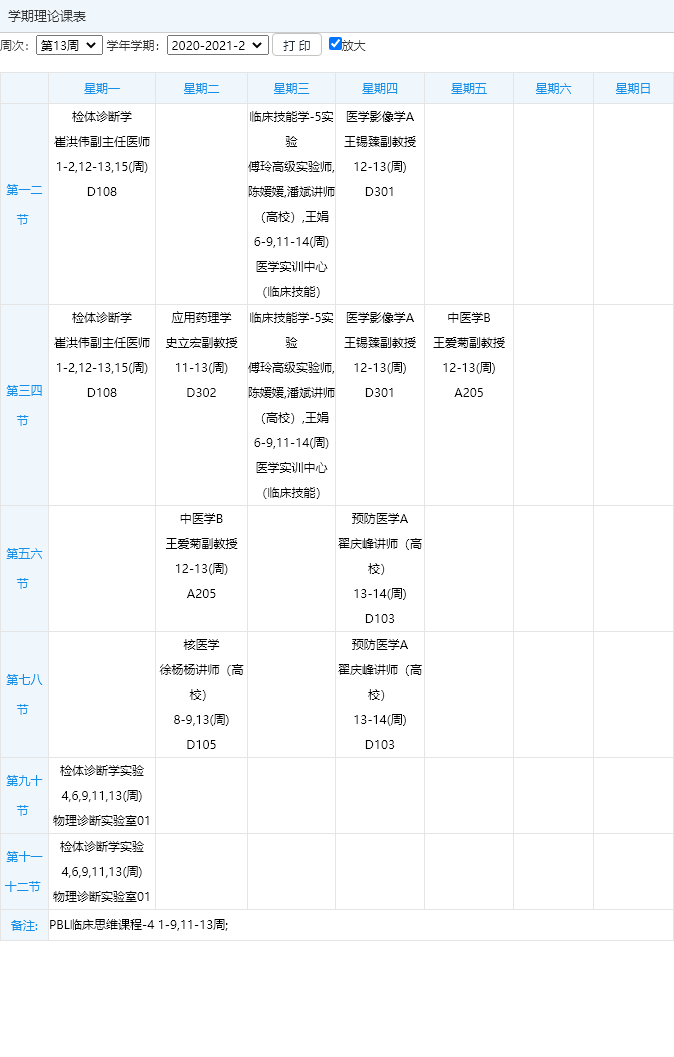 学期理论课表
周次: 第13周 学年学期: 2020-2021-2 打 印 放大
星期一 星期二 星期三 星期四 星期五 星期六 星期日
第一二
节
检体诊断学
崔洪伟副主任医师
1-2,12-13,15(周)
D108
临床技能学-5实
验
傅玲高级实验师,
陈媛媛,潘斌讲师
（高校）,王娟
6-9,11-14(周)
医学实训中心
（临床技能）
医学影像学A
王锡臻副教授
12-13(周)
D301
第三四
节
检体诊断学
崔洪伟副主任医师
1-2,12-13,15(周)
D108
应用药理学
史立宏副教授
11-13(周)
D302
临床技能学-5实
验
傅玲高级实验师,
陈媛媛,潘斌讲师
（高校）,王娟
6-9,11-14(周)
医学实训中心
（临床技能）
医学影像学A
王锡臻副教授
12-13(周)
D301
中医学B
王爱菊副教授
12-13(周)
A205
第五六
节
中医学B
王爱菊副教授
12-13(周)
A205
预防医学A
翟庆峰讲师（高
校）
13-14(周)
D103
第七八
节
核医学
徐杨杨讲师（高
校）
8-9,13(周)
D105
预防医学A
翟庆峰讲师（高
校）
13-14(周)
D103
第九十
节
检体诊断学实验
4,6,9,11,13(周)
物理诊断实验室01
第十一
十二节
检体诊断学实验
4,6,9,11,13(周)
物理诊断实验室01
备注: PBL临床思维课程-4 1-9,11-13周;